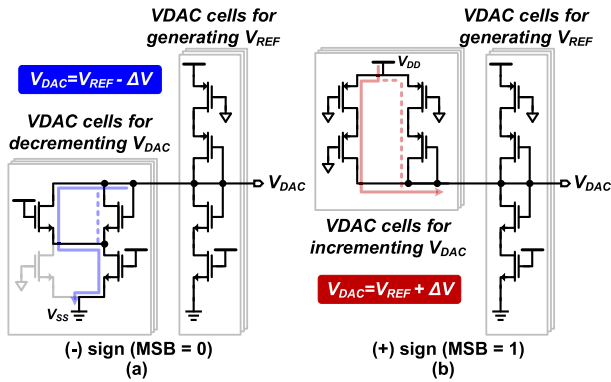 VDAC cells for
generating VREF
VDAC=VREF - ΔV
VDAC cells for
decrementing VDAC
VDAC
VSS
(-) sign (MSB = 0)
(a)
VDAC cells for
generating VREF
VDD
VDAC
VDAC cells for
incrementing VDAC
VDAC=VREF + ΔV
(+) sign (MSB = 1)
(b)